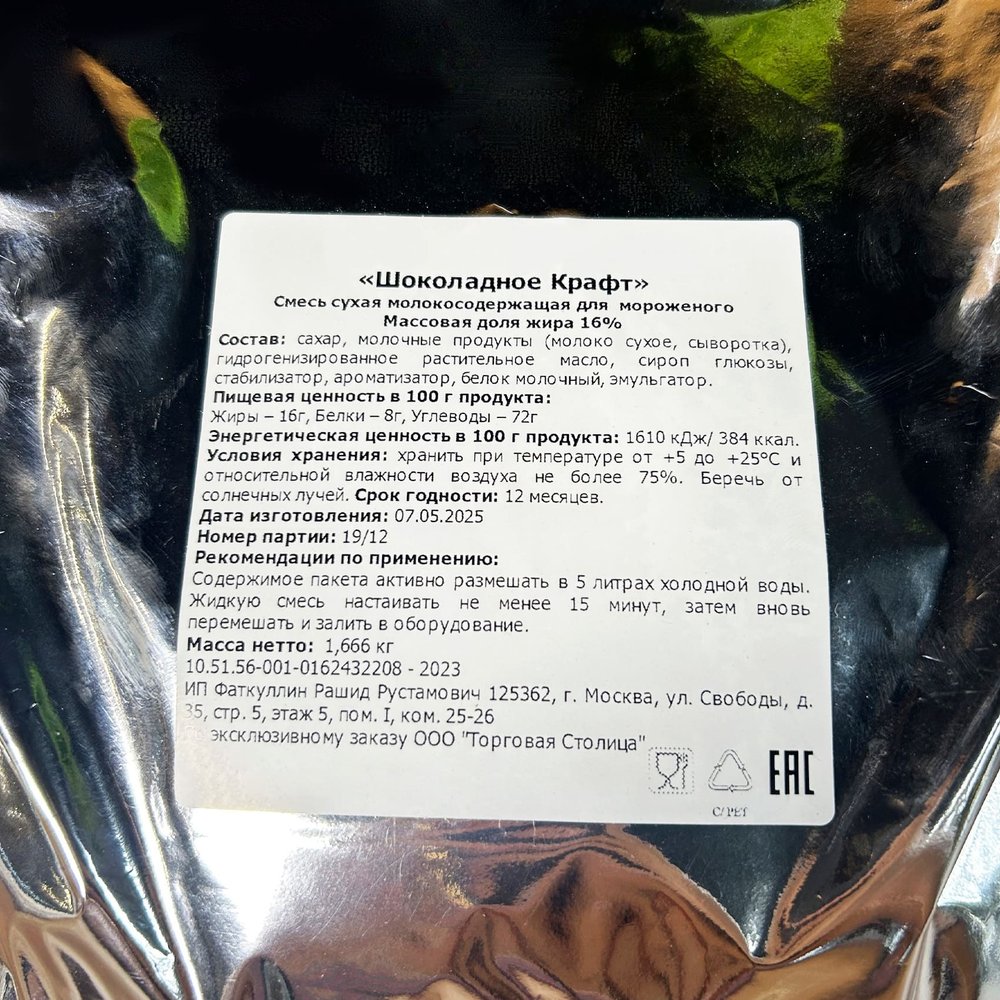 «Шоколадное Крафт»
Смесь сухая молокосодержащая для мороженого
Массовая доля жира 16%
Состав: сахар, молочные продукты (молоко сухое, сыворотка),
гидрогенизированное растительное масло, сироп глюкозы,
стабилизатор, ароматизатор, белок молочный, эмульгатор.
Пищевая ценность в 100 г продукта:
Жиры – 16г, Белки – 8г, Углеводы – 72г
Энергетическая ценность в 100 г продукта: 1610 кДж/ 384 ккал.
Условия хранения: хранить при температуре от +5 до +25°С и
относительной влажности воздуха не более 75%. Беречь от
солнечных лучей. Срок годности: 12 месяцев.
Дата изготовления: 07.05.2025
Номер партии: 19/12
Рекомендации по применению:
Содержимое пакета активно размешать в 5 литрах холодной воды.
Жидкую смесь настаивать не менее 15 минут, затем вновь
перемешать и залить в оборудование.
Масса нетто: 1,666 кг
10.51.56-001-0162432208 - 2023
ИП Фаткуллин Рашид Рустамович 125362, г. Москва, ул. Свободы, д.
35, стр. 5, этаж 5, пом. I, ком. 25-26
эксклюзивному заказу ООО "Торговая Столица"
EAC
C/PET